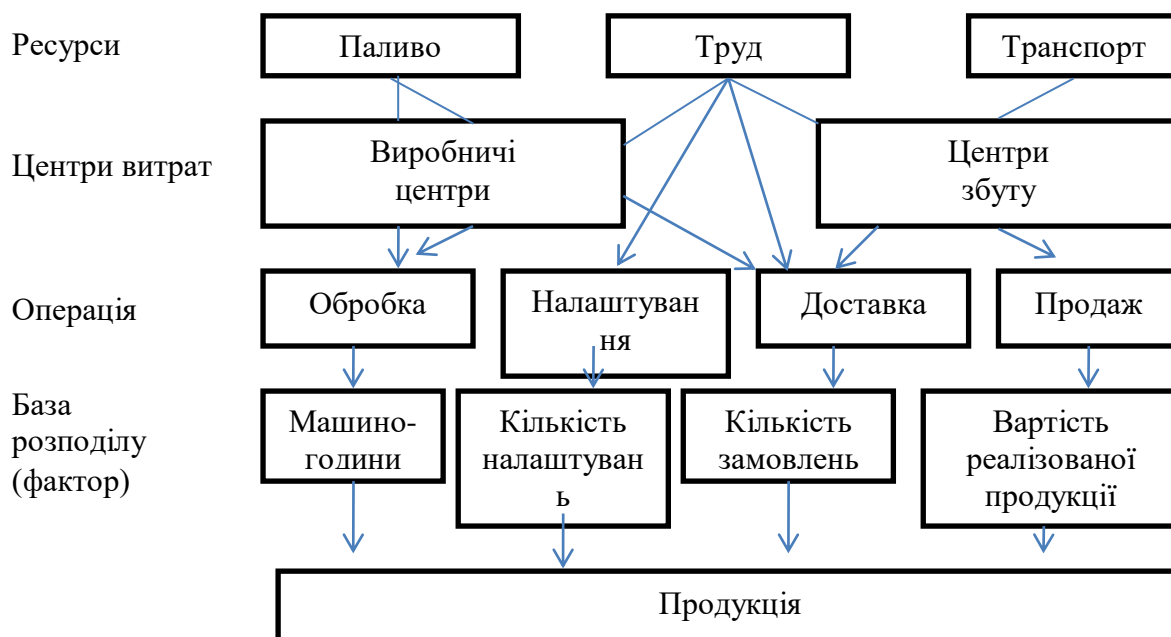 Ресурси
Паливо
Труд
Транспорт
Центри витрат
Виробничі
центри
Центри
збуту
Операція
Обробка
Налаштуван
ня
Доставка
Продаж
База
розподілу
(фактор)
Машино-
години
Кількість
налаштуван
ь
Кількість
замовлень
Вартість
реалізованої
продукції
Продукція